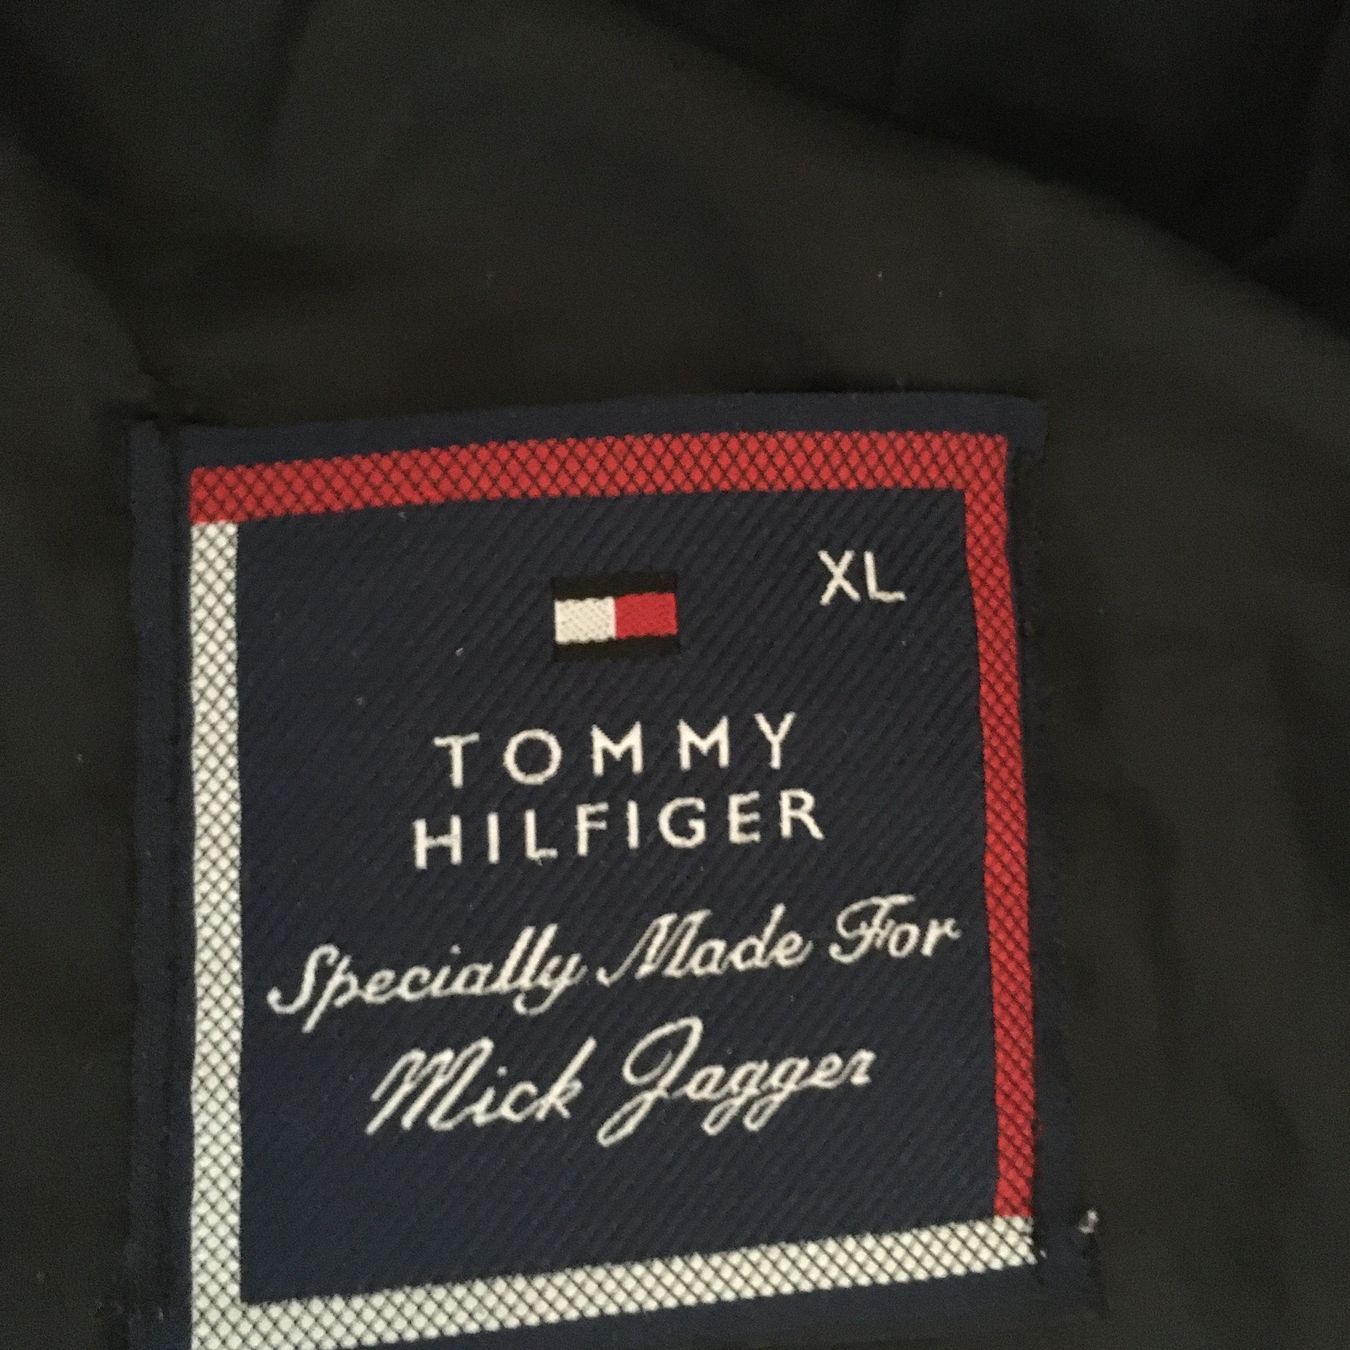 XL
TOMMY
HILFIGER
Specially Made For
Mick Jagger